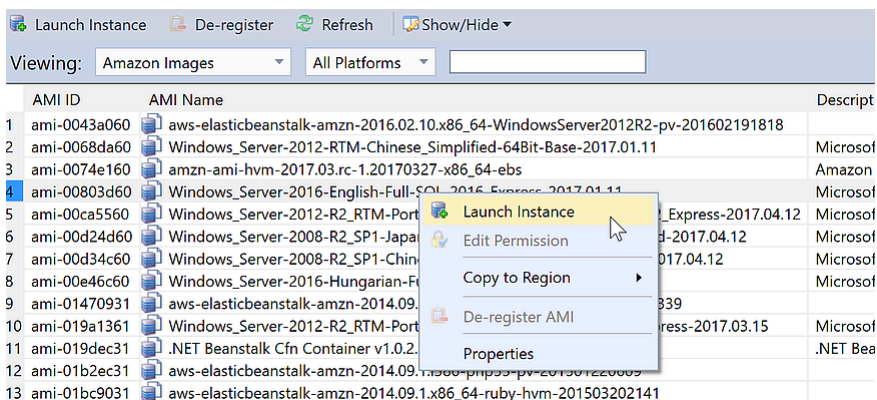 Launch Instance De-register Refresh Show/Hide
Viewing: Amazon Images All Platforms
AMI ID AMI Name Descript
1 ami-0043a060 aws-elasticbeanstalk-amzn-2016.02.10.x86_64-WindowsServer2012R2-pv-201602191818
2 ami-0068da60 Windows_Server-2012-RTM-Chinese_Simplified-64Bit-Base-2017.01.11 Microsof
3 ami-0074e160 amzn-ami-hvm-2017.03.rc-1.20170327-x86_64-ebs Amazon
4 ami-00803d60 Windows_Server-2016-English-Full-SQL_2016_Express-2017.01.11 Microsof
5 ami-00ca5560 Windows_Server-2012-R2_RTM-Port _Express-2017.04.12 Microsof
6 ami-00d24d60 Windows_Server-2008-R2_SP1-Japa d-2017.04.12 Microsof
7 ami-00d34c60 Windows_Server-2008-R2_SP1-Chin 017.04.12 Microsof
8 ami-00e46c60 Windows_Server-2016-Hungarian-Fu Microsof
9 ami-01470931 aws-elasticbeanstalk-amzn-2014.09. 339
10 ami-019a1361 Windows_Server-2012-R2_RTM-Port ress-2017.03.15 Microsof
11 ami-019dec31 .NET Beanstalk Cfn Container v1.0.2. .NET Bea
12 ami-01b2ec31 aws-elasticbeanstalk-amzn-2014.09.1.i386-php55-pv-201501220609
13 ami-01bc9031 aws-elasticbeanstalk-amzn-2014.09.1.x86_64-ruby-hvm-201503202141
Launch Instance
Edit Permission
Copy to Region
De-register AMI
Properties